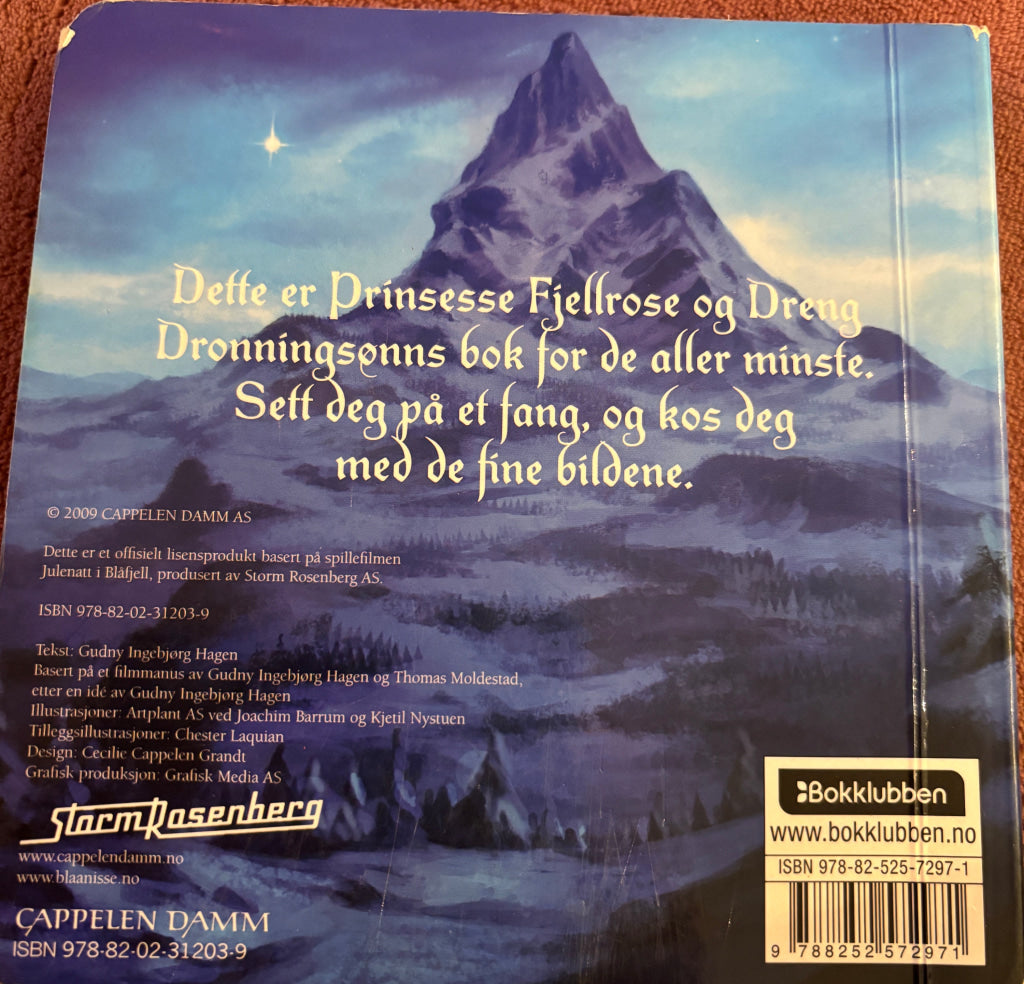 Dette er Prinsesse Fjellrose og Dreng
Dronningsønns bok for de aller minste.
Sett deg på et fang, og kos deg
med de fine bildene.
© 2009 CAPPELEN DAMM AS
Dette er et offisielt lisensprodukt basert på spillefilmen
Julenatt i Blåfjell, produsert av Storm Rosenberg AS.
ISBN 978-82-02-31203-9
Tekst: Gudny Ingebjørg Hagen
Basert på et filmmanus av Gudny Ingebjørg Hagen og Thomas Moldestad,
etter en idé av Gudny Ingebjørg Hagen
Illustrasjoner: Artplant AS ved Joachim Barrum og Kjetil Nystuen
Tilleggsillustrasjoner: Chester Laquian
Design: Cecilie Cappelen Grandt
Grafisk produksjon: Grafisk Media AS
StormRosenberg
www.cappelendamm.no
www.blaanisse.no
CAPPELEN DAMM
ISBN 978-82-02-31203-9
Bokklubben
www.bokklubben.no
ISBN 978-82-525-7297-1
9 788252 572971